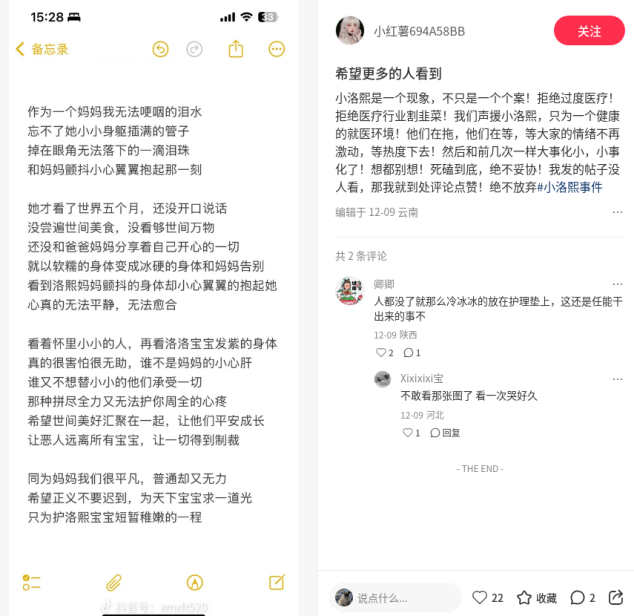 15:28
33
备忘录
作为一个妈妈我无法哽咽的泪水
忘不了她小小身躯插满的管子
掉在眼角无法落下的一滴泪珠
和妈妈颤抖小心翼翼抱起那一刻
她才看了世界五个月，还没开口说话
没尝遍世间美食，没看够世间万物
还没和爸爸妈妈分享着自己开心的一切
就以软糯的身体变成冰硬的身体和妈妈告别
看到洛熙妈妈颤抖的身体却小心翼翼的抱起她
心真的无法平静，无法愈合
看着怀里小小的人，再看洛洛宝宝发紫的身体
真的很害怕很无助，谁不是妈妈的小心肝
谁又不想替小小的他们承受一切
那种拼尽全力又无法护你周全的心疼
希望世间美好汇聚在一起，让他们平安成长
让恶人远离所有宝宝，让一切得到制裁
同为妈妈我们很平凡，普通却又无力
希望正义不要迟到，为天下宝宝求一道光
只为护洛熙宝宝短暂稚嫩的一程
小红薯694A58BB
关注
希望更多的人看到
小洛熙是一个现象，不只是一个个案！拒绝过度医疗！
拒绝医疗行业割韭菜！我们声援小洛熙，只为一个健康
的就医环境！他们在拖，他们在等，等大家的情绪不再
激动，等热度下去！然后和前几次一样大事化小，小事
化了！想都别想！死磕到底，绝不妥协！我发的帖子没
人看，那我就到处评论点赞！绝不放弃#小洛熙事件
编辑于 12-09 云南
共 2 条评论
卿卿
人都没了就那么冷冰冰的放在护理垫上，这还是任能干
出来的事不
12-09 陕西
2 1
Xixixixi宝
不敢看那张图了 看一次哭好久
12-09 河北
1 回复
- THE END -
说点什么...
22 收藏 2